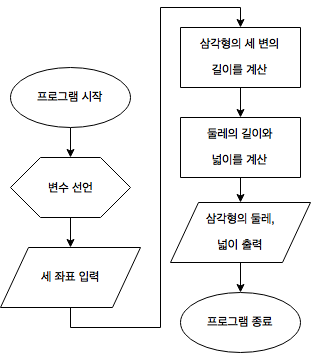 프로그램 시작
변수 선언
세 좌표 입력
삼각형의 세 변의
길이를 계산
둘레의 길이와
넓이를 계산
삼각형의 둘레,
넓이 출력
프로그램 종료